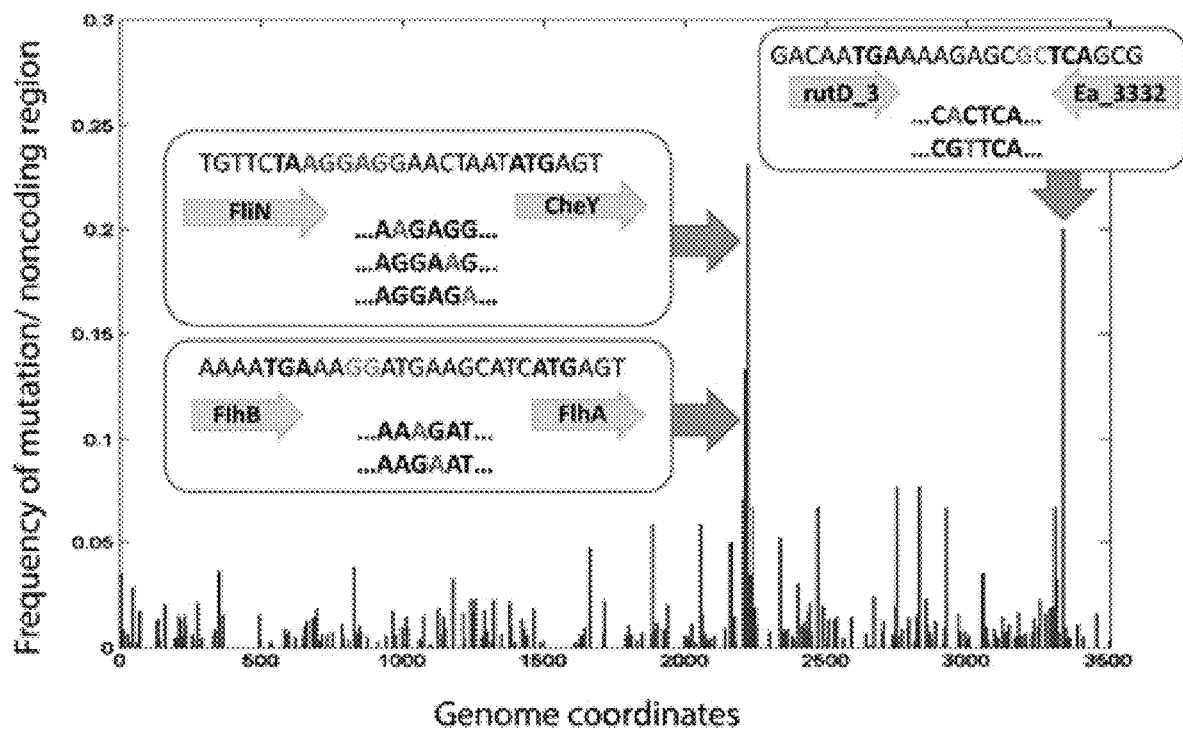 Frequency of mutation/ noncoding region
0.3
0.25
0.2
0.15
0.1
0.05
0
GACAATGAAAAGAGCGCTCAGCG
rutD_3
Ea_3332
...CACTCA...
...CGTTCA...
TGTTCTAAGGAGGAACTAATATGAGT
FliN
CheY
...AAGAGG...
...AGGAAG...
...AGGAGA...
AAAATGAAAGGATGAAGCATCATGAGT
FlhB
FlhA
...AAAGAT...
...AAGAAT...
0 500 1000 1500 2000 2500 3000 3500
Genome coordinates